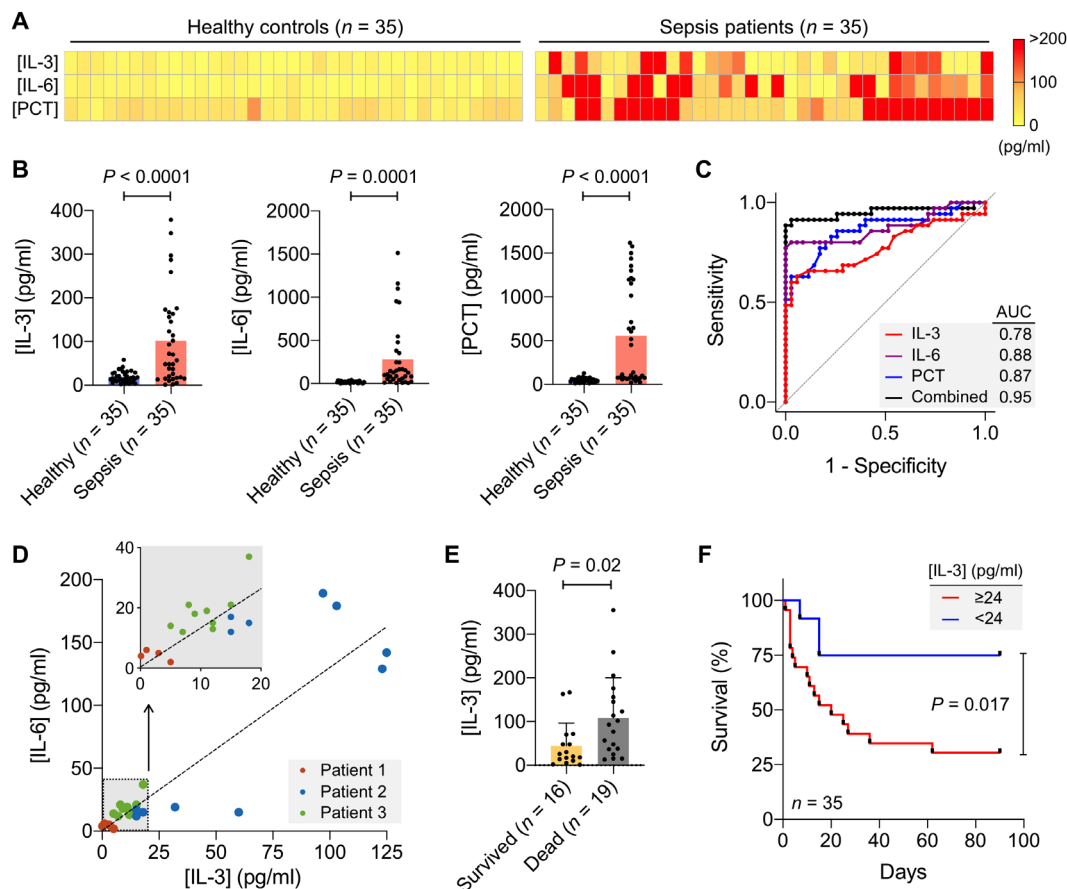 A
Healthy controls (n = 35)
Sepsis patients (n = 35)
[IL-3]
[IL-6]
[PCT]
>200
100
0
(pg/ml)
B
P < 0.0001
[IL-3] (pg/ml)
400
300
200
100
0
Healthy (n = 35)
Sepsis (n = 35)
P = 0.0001
[IL-6] (pg/ml)
2000
1500
1000
500
0
Healthy (n = 35)
Sepsis (n = 35)
P < 0.0001
[PCT] (pg/ml)
2000
1500
1000
500
0
Healthy (n = 35)
Sepsis (n = 35)
C
Sensitivity
1.0
0.5
0.0
AUC
IL-3 0.78
IL-6 0.88
PCT 0.87
Combined 0.95
0.0 0.5 1.0
1 - Specificity
D
[IL-6] (pg/ml)
200
150
100
50
0
40
20
0
0 10 20
Patient 1
Patient 2
Patient 3
0 25 50 75 100 125
[IL-3] (pg/ml)
E
P = 0.02
[IL-3] (pg/ml)
400
300
200
100
0
Survived (n = 16)
Dead (n = 19)
F
[IL-3] (pg/ml)
≥24
<24
Survival (%)
100
75
50
25
0
P = 0.017
n = 35
0 20 40 60 80 100
Days